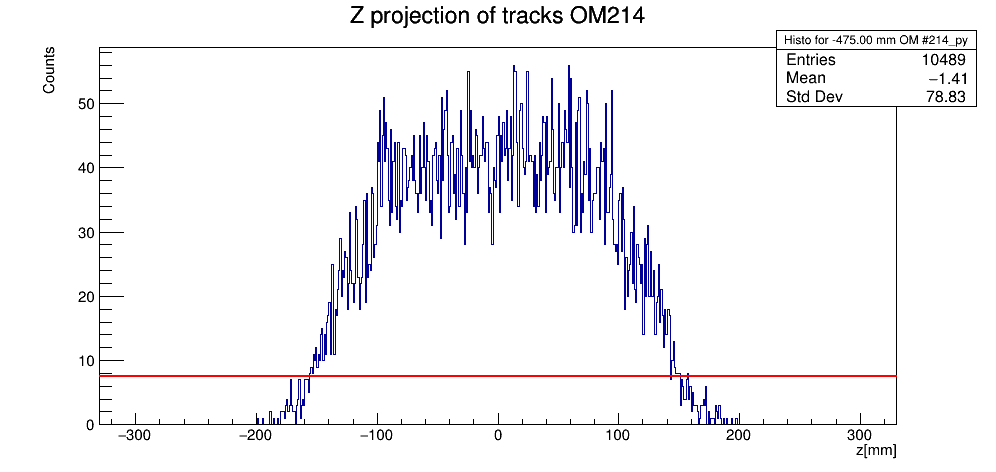 Z projection of tracks OM214
Histo for -475.00 mm OM #214_py
Entries 10489
Mean −1.41
Std Dev 78.83
Counts
50
40
30
20
10
0
−300 −200 −100 0 100 200 300
z[mm]